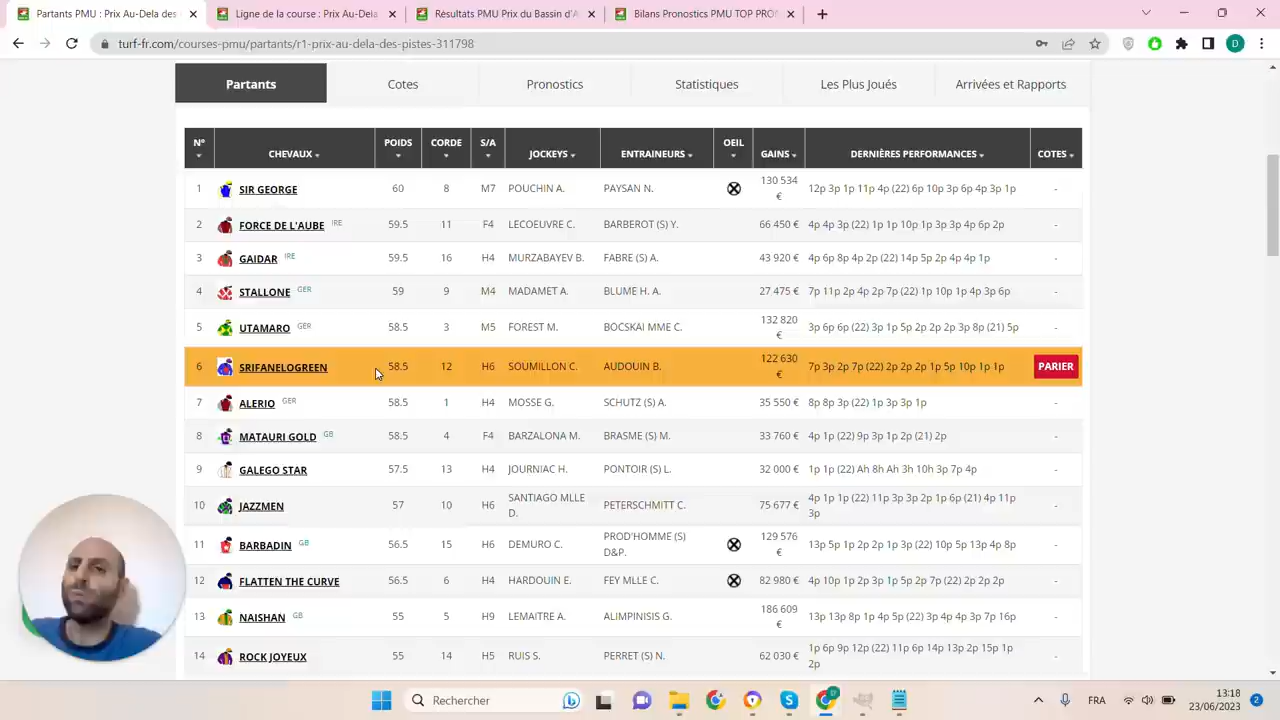 Partants PMU : Prix Au-Dela des
Ligne de la course : Prix Au-Dela
Résultats PMU Prix du Bassin d'A
Bilans Pronostics PMU TOP PRO
turf-fr.com/courses-pmu/partants/r1-prix-au-dela-des-pistes-311798
D
Partants Cotes Pronostics Statistiques Les Plus Joués Arrivées et Rapports
N° CHEVAUX POIDS CORDE S/A JOCKEYS ENTRAINEURS OEIL GAINS DERNIÈRES PERFORMANCES COTES
1 SIR GEORGE 60 8 M7 POUCHIN A. PAYSAN N. 130 534 € 12p 3p 1p 11p 4p (22) 6p 10p 3p 6p 4p 3p 1p -
2 FORCE DE L'AUBE IRE 59.5 11 F4 LECOEUVRE C. BARBEROT (S) Y. 66 450 € 4p 4p 3p (22) 1p 1p 10p 1p 3p 3p 4p 6p 2p -
3 GAIDAR IRE 59.5 16 H4 MURZABAYEV B. FABRE (S) A. 43 920 € 4p 6p 8p 4p 2p (22) 14p 5p 2p 4p 4p 1p -
4 STALLONE GER 59 9 M4 MADAMET A. BLUME H. A. 27 475 € 7p 11p 2p 4p 2p 7p (22) 1p 10p 1p 4p 3p 6p -
5 UTAMARO GER 58.5 3 M5 FOREST M. BOCSKAI MME C. 132 820 € 3p 6p 6p (22) 3p 1p 5p 2p 2p 2p 3p 8p (21) 5p -
6 SRIFANELOGREEN 58.5 12 H6 SOUMILLON C. AUDOUIN B. 122 630 € 7p 3p 2p 7p (22) 2p 2p 2p 1p 5p 10p 1p 1p PARIER
7 ALERIO GER 58.5 1 H4 MOSSE G. SCHUTZ (S) A. 35 550 € 8p 8p 3p (22) 1p 3p 3p 1p -
8 MATAURI GOLD GB 58.5 4 F4 BARZALONA M. BRASME (S) M. 33 760 € 4p 1p (22) 9p 3p 1p 2p (21) 2p -
9 GALEGO STAR 57.5 13 H4 JOURNIAC H. PONTOIR (S) L. 32 000 € 1p 1p (22) Ah 8h Ah 3h 10h 3p 7p 4p -
10 JAZZMEN 57 10 H6 SANTIAGO MLLE D. PETERSCHMITT C. 75 677 € 4p 1p 1p (22) 11p 3p 3p 2p 1p 6p (21) 4p 11p 3p -
11 BARBADIN GB 56.5 15 H6 DEMURO C. PROD'HOMME (S) D&P. 129 576 € 13p 5p 1p 2p 2p 1p 3p (22) 10p 5p 13p 4p 8p -
12 FLATTEN THE CURVE 56.5 6 H4 HARDOUIN E. FEY MLLE C. 82 980 € 4p 10p 1p 2p 3p 1p 5p 2p 7p (22) 2p 2p 2p -
13 NAISHAN GB 55 5 H9 LEMAITRE A. ALIMPINISIS G. 186 609 € 13p 13p 8p 1p 4p 5p (22) 3p 4p 4p 3p 7p 16p -
14 ROCK JOYEUX 55 14 H5 RUIS S. PERRET (S) N. 62 030 € 1p 6p 9p 12p (22) 11p 6p 14p 13p 2p 15p 1p 2p -
Rechercher
FRA
13:18
23/06/2023
2